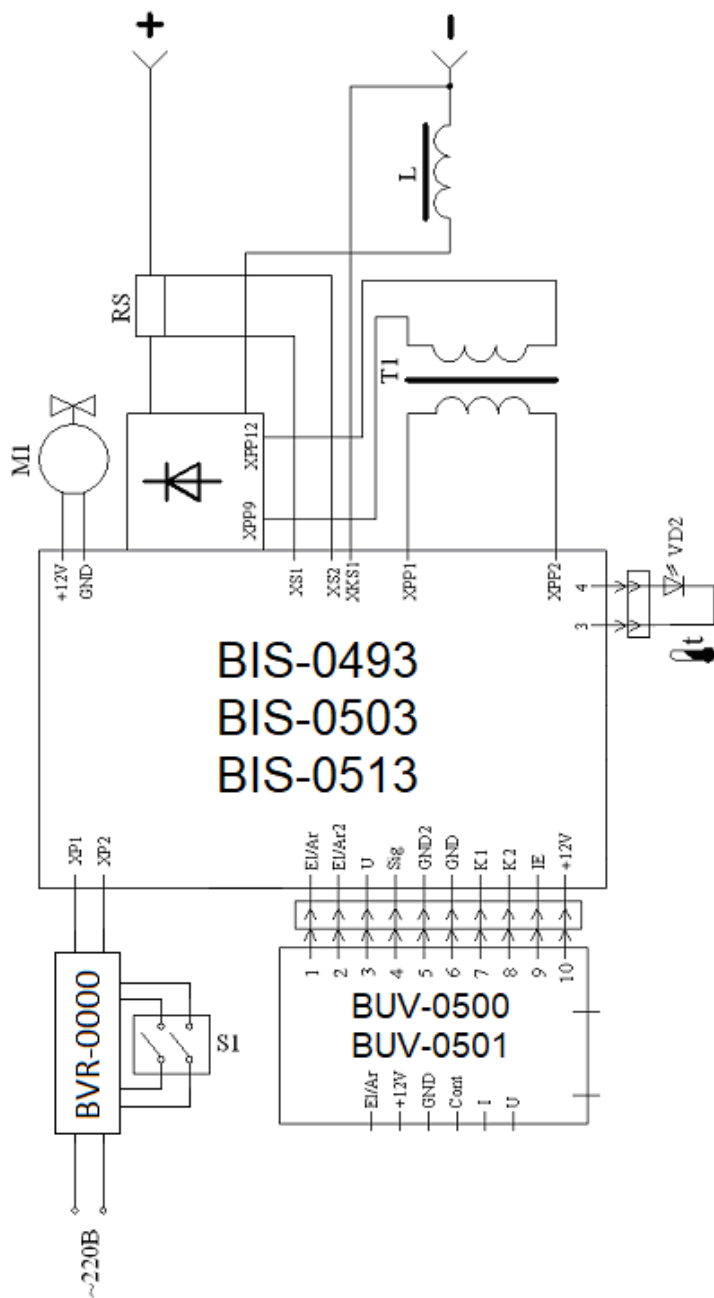 +
-
RS
L
M1
T1
XPP9
XPP12
+12V
GND
XS1
XS2
XKS1
XPP1
XPP2
BIS-0493
BIS-0503
BIS-0513
3
4
VD2
t
XP1
XP2
El/Ar
El/Ar2
U
Sig
GND2
GND
K1
K2
IE
+12V
BVR-0000
S1
1
2
3
4
5
6
7
8
9
10
BUV-0500
BUV-0501
El/Ar
+12V
GND
Cont
I
U
~220В